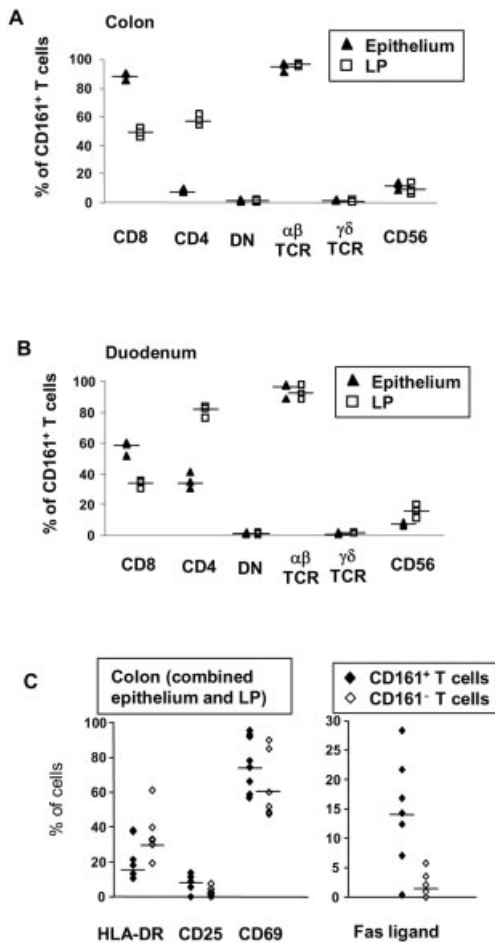 A
Colon
Epithelium
LP
% of CD161⁺ T cells
100
80
60
40
20
0
CD8 CD4 DN αβ TCR γδ TCR CD56
B
Duodenum
Epithelium
LP
% of CD161⁺ T cells
100
80
60
40
20
0
CD8 CD4 DN αβ TCR γδ TCR CD56
C
Colon (combined
epithelium and LP)
CD161⁺ T cells
CD161⁻ T cells
% of cells
100
80
60
40
20
0
HLA-DR CD25 CD69
30
25
20
15
10
5
0
Fas ligand